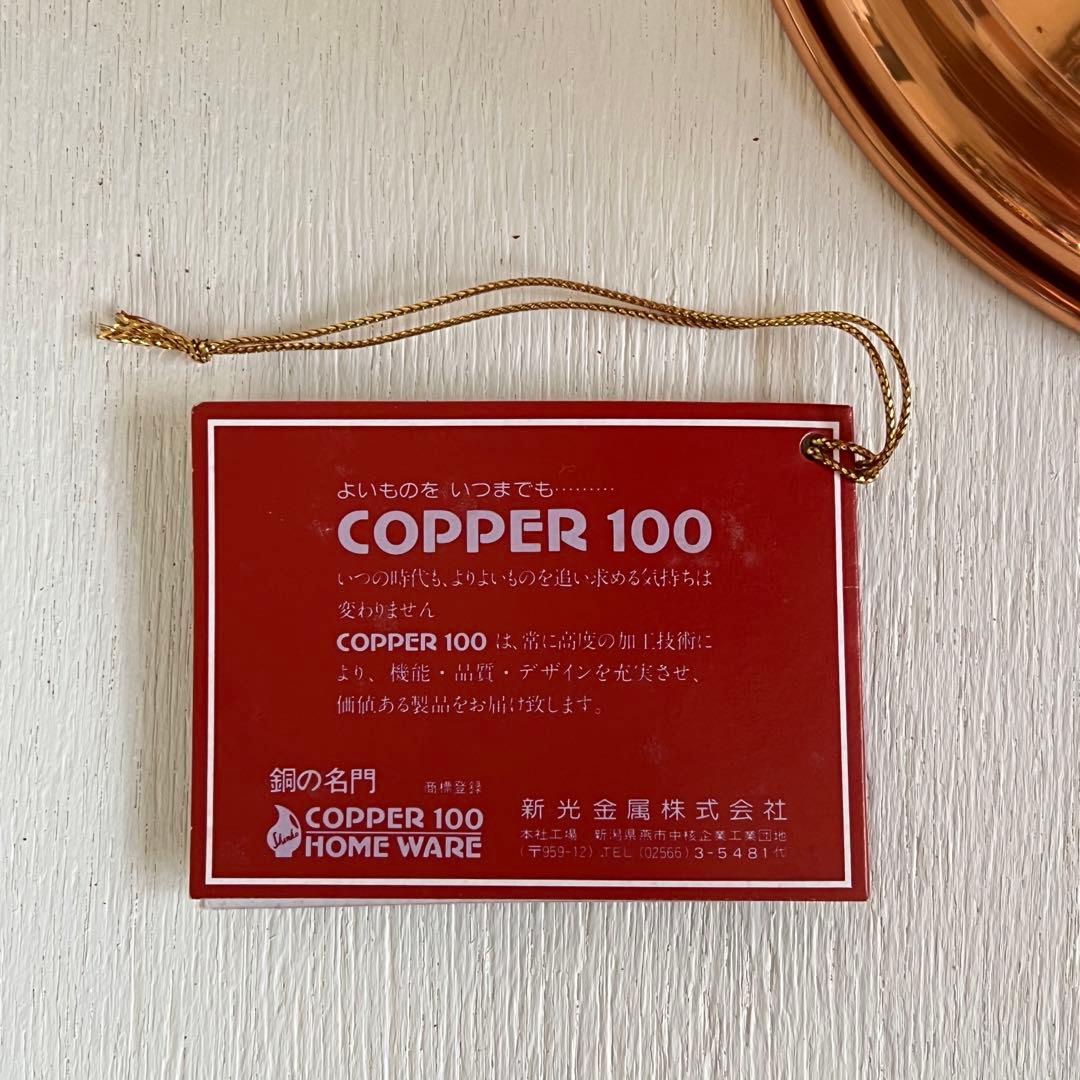 よいものを いつまでも………
COPPER 100
いつの時代も、よりよいものを追い求める気持ちは
変わりません
COPPER 100 は、常に高度の加工技術に
より、機能・品質・デザインを充実させ、
価値ある製品をお届け致します。
銅の名門 商標登録
Shinko COPPER 100
HOME WARE
新光金属株式会社
本社工場 新潟県燕市中核企業工業団地
(〒959-12) .TEL (02566) 3-5481代